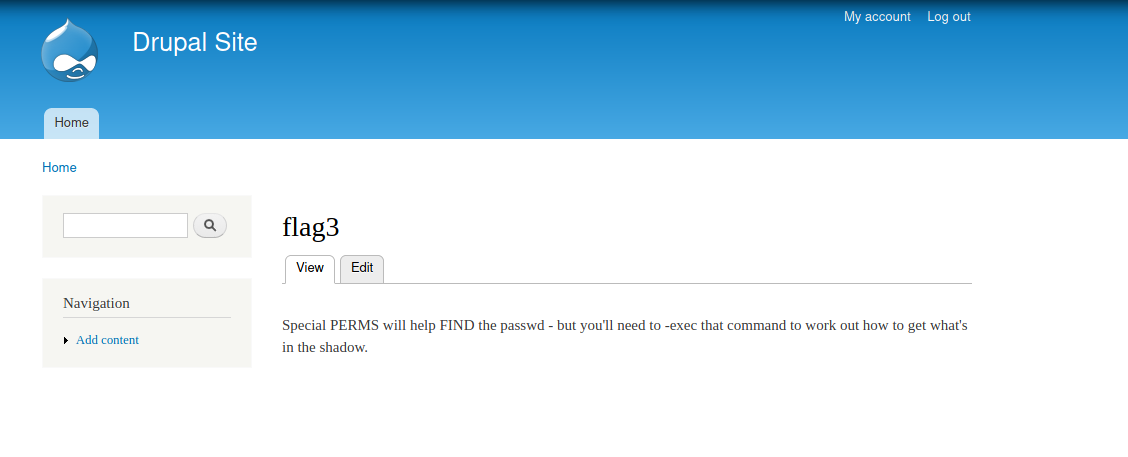 My account Log out
Drupal Site
Home
Home
flag3
View Edit
Navigation
Add content
Special PERMS will help FIND the passwd - but you'll need to -exec that command to work out how to get what's
in the shadow.